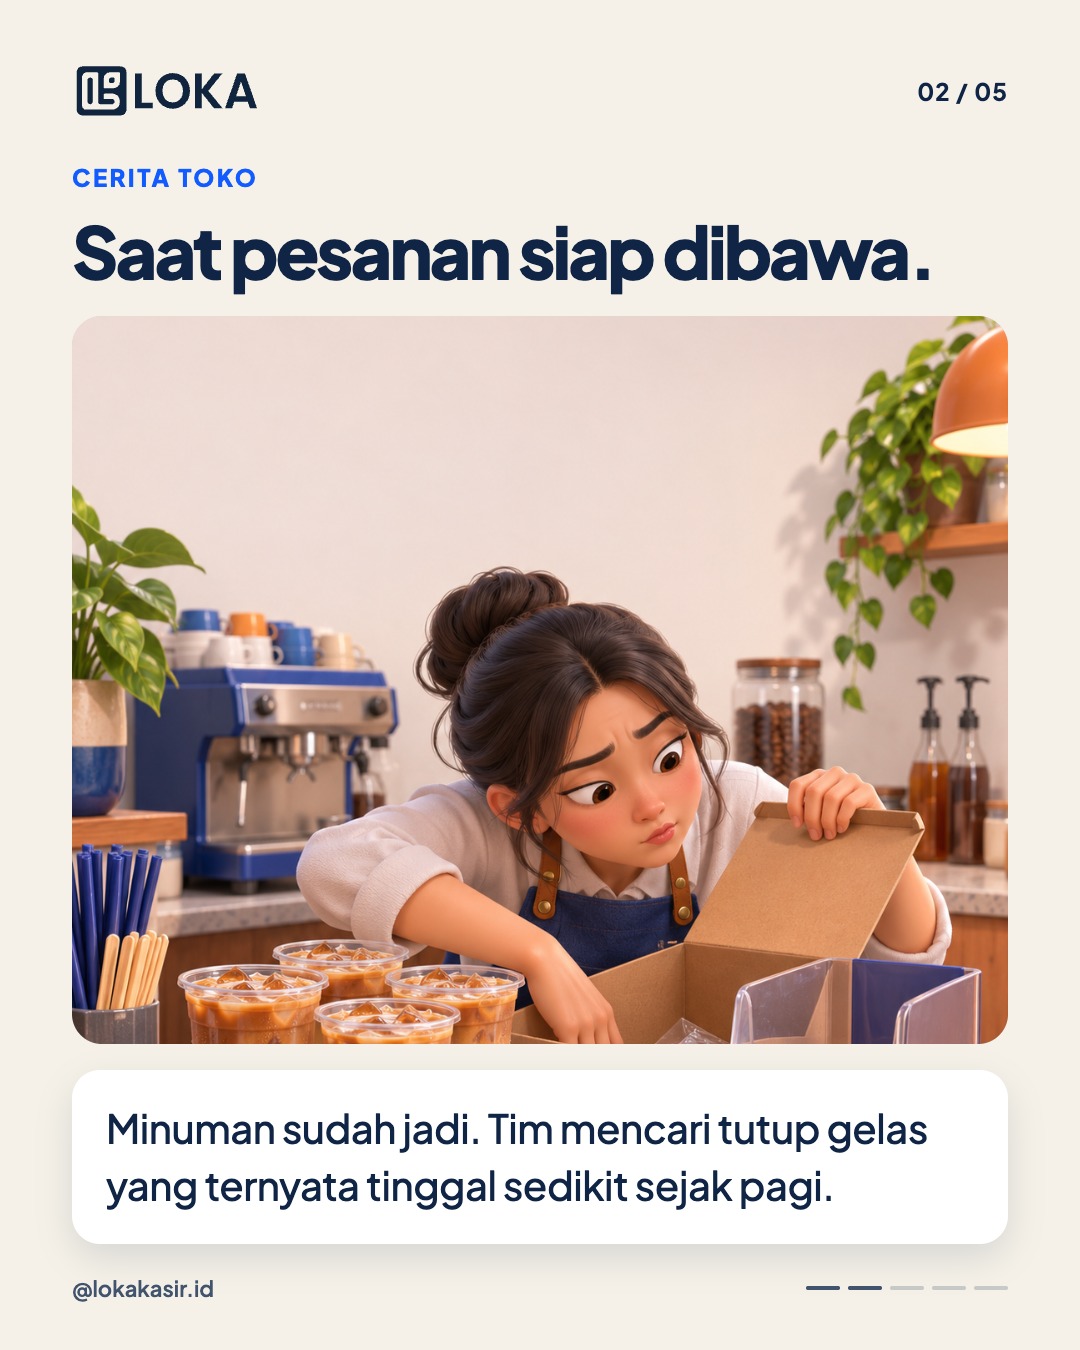 LOKA
02 / 05
CERITA TOKO
Saat pesanan siap dibawa.
Minuman sudah jadi. Tim mencari tutup gelas
yang ternyata tinggal sedikit sejak pagi.
@lokakasir.id